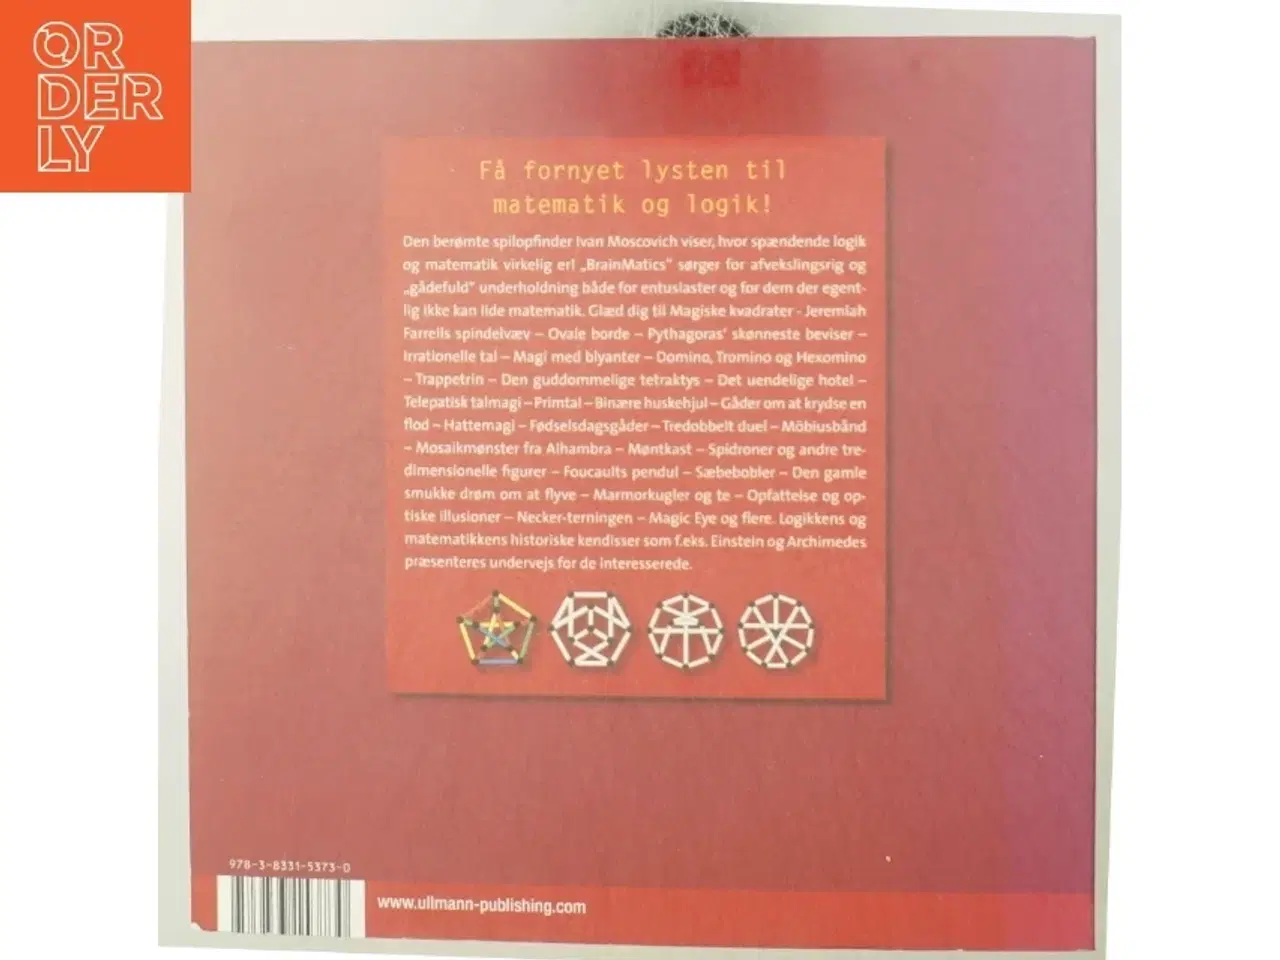 OR
DER
LY
Få fornyet lysten til
matematik og logik!
Den berømte spilopfinder Ivan Moscovich viser, hvor spændende logik
og matematik virkelig er! „BrainMatics“ sørger for afvekslingsrig og
„gådefuld“ underholdning både for entusiaster og for dem der egent-
lig ikke kan lide matematik. Glæd dig til Magiske kvadrater - Jeremiah
Farrells spindelvæv – Ovale borde – Pythagoras’ skønneste beviser –
Irrationelle tal – Magi med blyanter – Domino, Tromino og Hexomino
– Trappetrin – Den guddommelige tetraktys – Det uendelige hotel –
Telepatisk talmagi – Primtal – Binære huskehjul – Gåder om at krydse en
flod – Hattemagi – Fødselsdagsgåder – Tredobbelt duel – Möbiusbånd
– Mosaikmønster fra Alhambra – Møntkast – Spidroner og andre tre-
dimensionelle figurer – Foucaults pendul – Sæbebobler – Den gamle
smukke drøm om at flyve – Marmorkugler og te – Opfattelse og op-
tiske illusioner – Necker-terningen – Magic Eye og flere. Logikkens og
matematikkens historiske kendisser som f.eks. Einstein og Archimedes
præsenteres undervejs for de interesserede.
978-3-8331-5373-0
www.ullmann-publishing.com